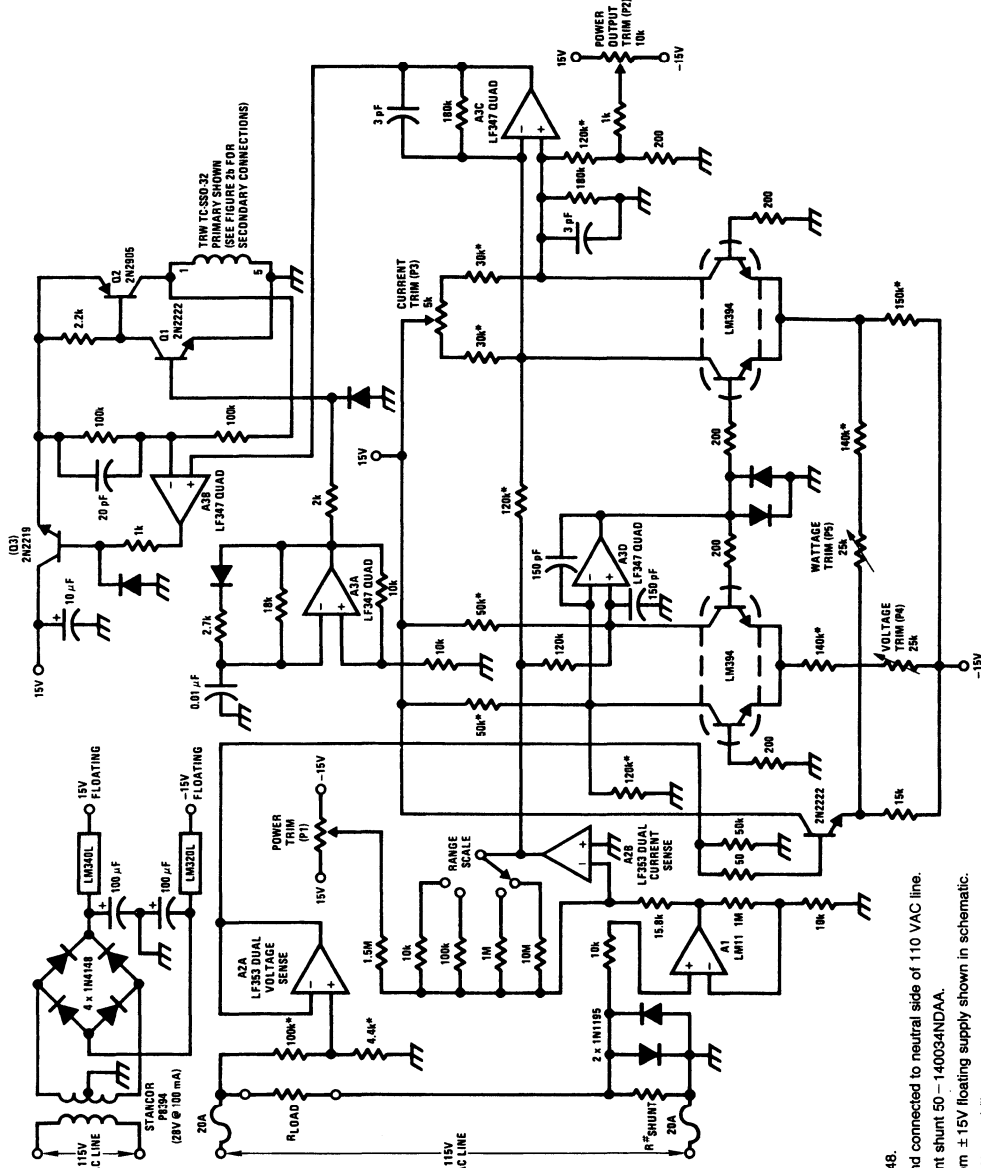 115V
AC LINE
STANCOR
P8394
(28V @ 100 mA)
4 x 1N4148
LM340L
LM320L
15V
FLOATING
-15V
FLOATING
100 µF
100 µF
15V
10 µF
(Q3)
2N2219
1k
A3B
LF347 QUAD
20 pF
100k
100k
2.2k
Q2
2N2905
Q1
2N2222
TRW TC-SSO-32
PRIMARY SHOWN
(SEE FIGURE 2b FOR
SECONDARY CONNECTIONS)
1
5
0.01 µF
2.7k
18k
A3A
LF347 QUAD
10k
10k
2k
3 pF
180k
A3C
LF347 QUAD
15V
POWER
OUTPUT
TRIM (P2)
10k
-15V
1k
120k*
200
180k
3 pF
15V
CURRENT
TRIM (P3)
5k
30k*
30k*
115V
AC LINE
20A
RLOAD
100k*
4.4k*
A2A
LF353 DUAL
VOLTAGE
SENSE
POWER
TRIM
(P1)
15V
-15V
1.5M
10k
100k
1M
10M
RANGE
SCALE
A2B
LF353 DUAL
CURRENT
SENSE
50k*
50k*
120k
120k*
120k*
150 pF
A3D
LF347 QUAD
150 pF
200
200
200
200
LM394
LM394
R#SHUNT
20A
2 x 1N1195
10k
15.8k
A1
LM11
1M
10k
50
50k
2N2222
15k
140k*
VOLTAGE
TRIM (P4)
25k
WATTAGE
TRIM (P5)
25k
140k*
150k*
-15V
48.
nd connected to neutral side of 110 VAC line.
nt shunt 50 – 140034NDAA.
m ± 15V floating supply shown in schematic.